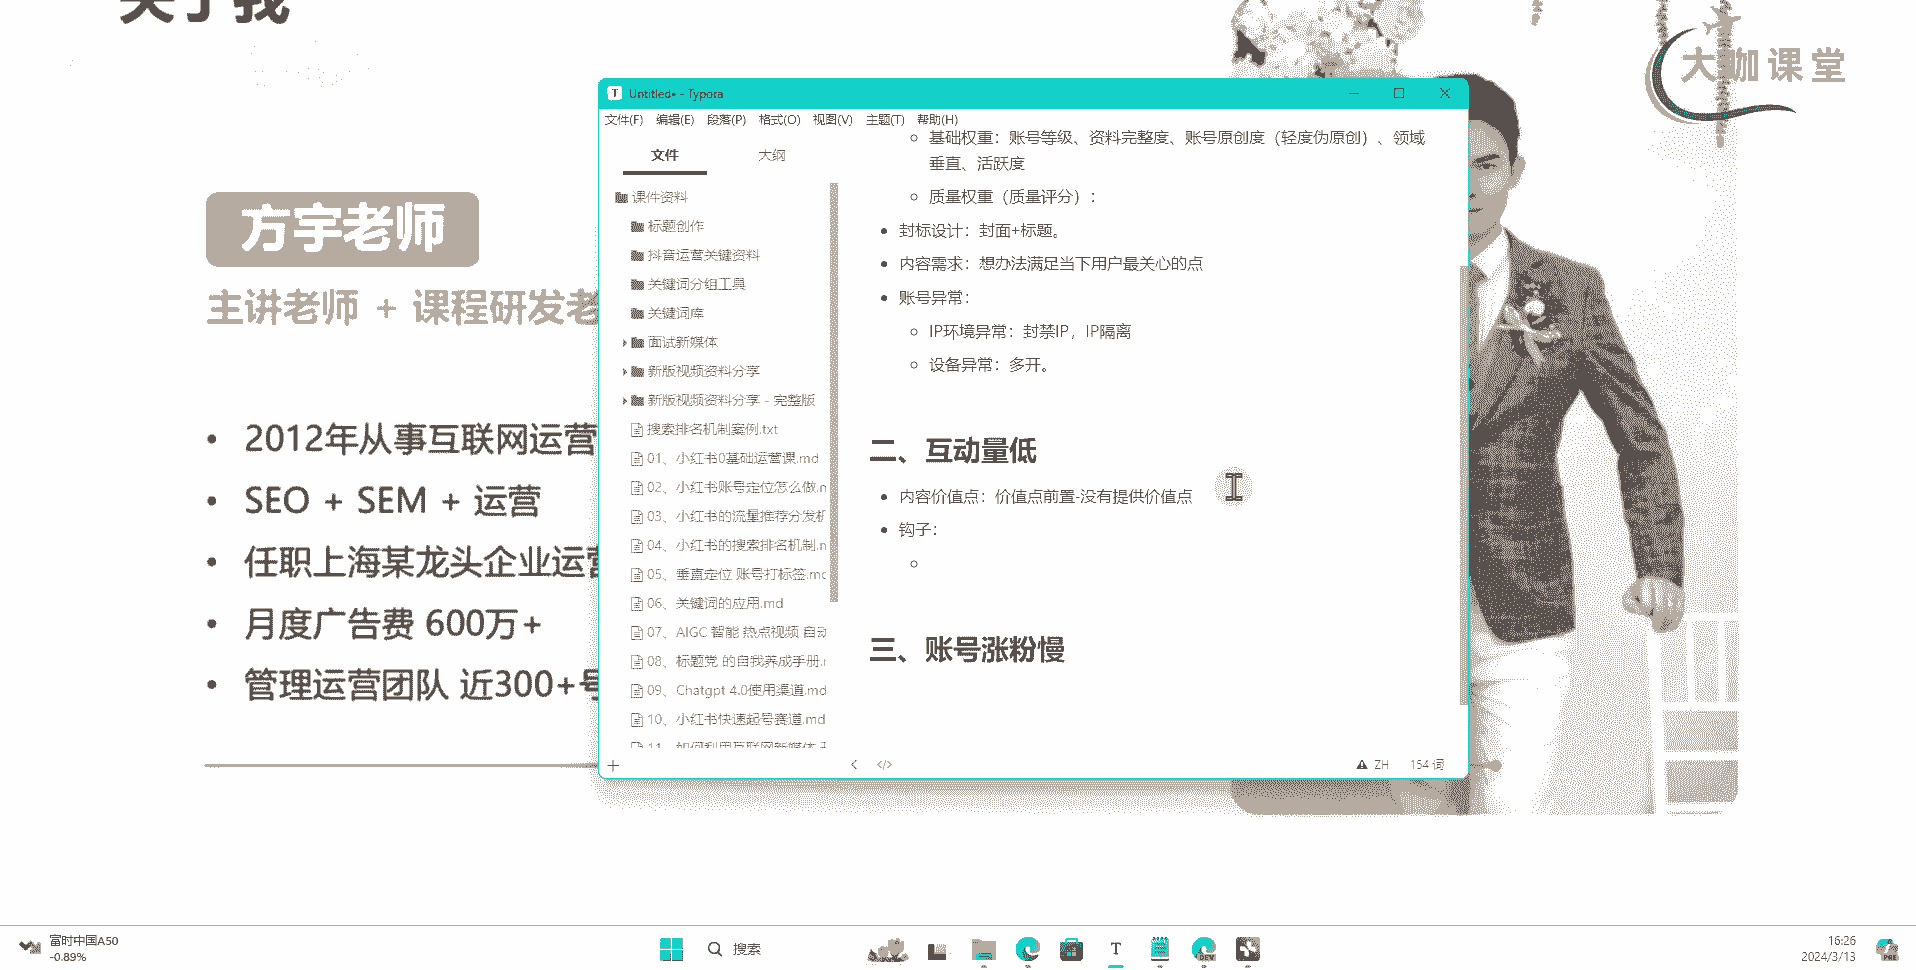 关于我
大咖课堂
方宇老师
主讲老师 + 课程研发老
2012年从事互联网运营
SEO + SEM + 运营
任职上海某龙头企业运营
月度广告费 600万+
管理运营团队 近300+号
Untitled• - Typora
文件(F) 编辑(E) 段落(P) 格式(O) 视图(V) 主题(T) 帮助(H)
文件 大纲
课件资料
标题创作
抖音运营关键资料
关键词分组工具
关键词库
面试新媒体
新版视频资料分享
新版视频资料分享 - 完整版
搜索排名机制案例.txt
01、小红书0基础运营课.md
02、小红书账号定位怎么做.n
03、小红书的流量推荐分发机
04、小红书的搜索排名机制.n
05、垂直定位 账号打标签.mc
06、关键词的应用.md
07、AIGC 智能 热点视频 自动
08、标题党 的自我养成手册.r
09、Chatgpt 4.0使用渠道.md
10、小红书快速起号赛道.md
11、如何利用互联网新媒体
基础权重：账号等级、资料完整度、账号原创度（轻度伪原创）、领域
垂直、活跃度
质量权重（质量评分）：
封标设计：封面+标题。
内容需求：想办法满足当下用户最关心的点
账号异常：
IP环境异常：封禁IP，IP隔离
设备异常：多开。
二、互动量低
内容价值点：价值点前置-没有提供价值点
钩子：
三、账号涨粉慢
ZH 154 词
富时中国A50
-0.89%
搜索
16:26
2024/3/13